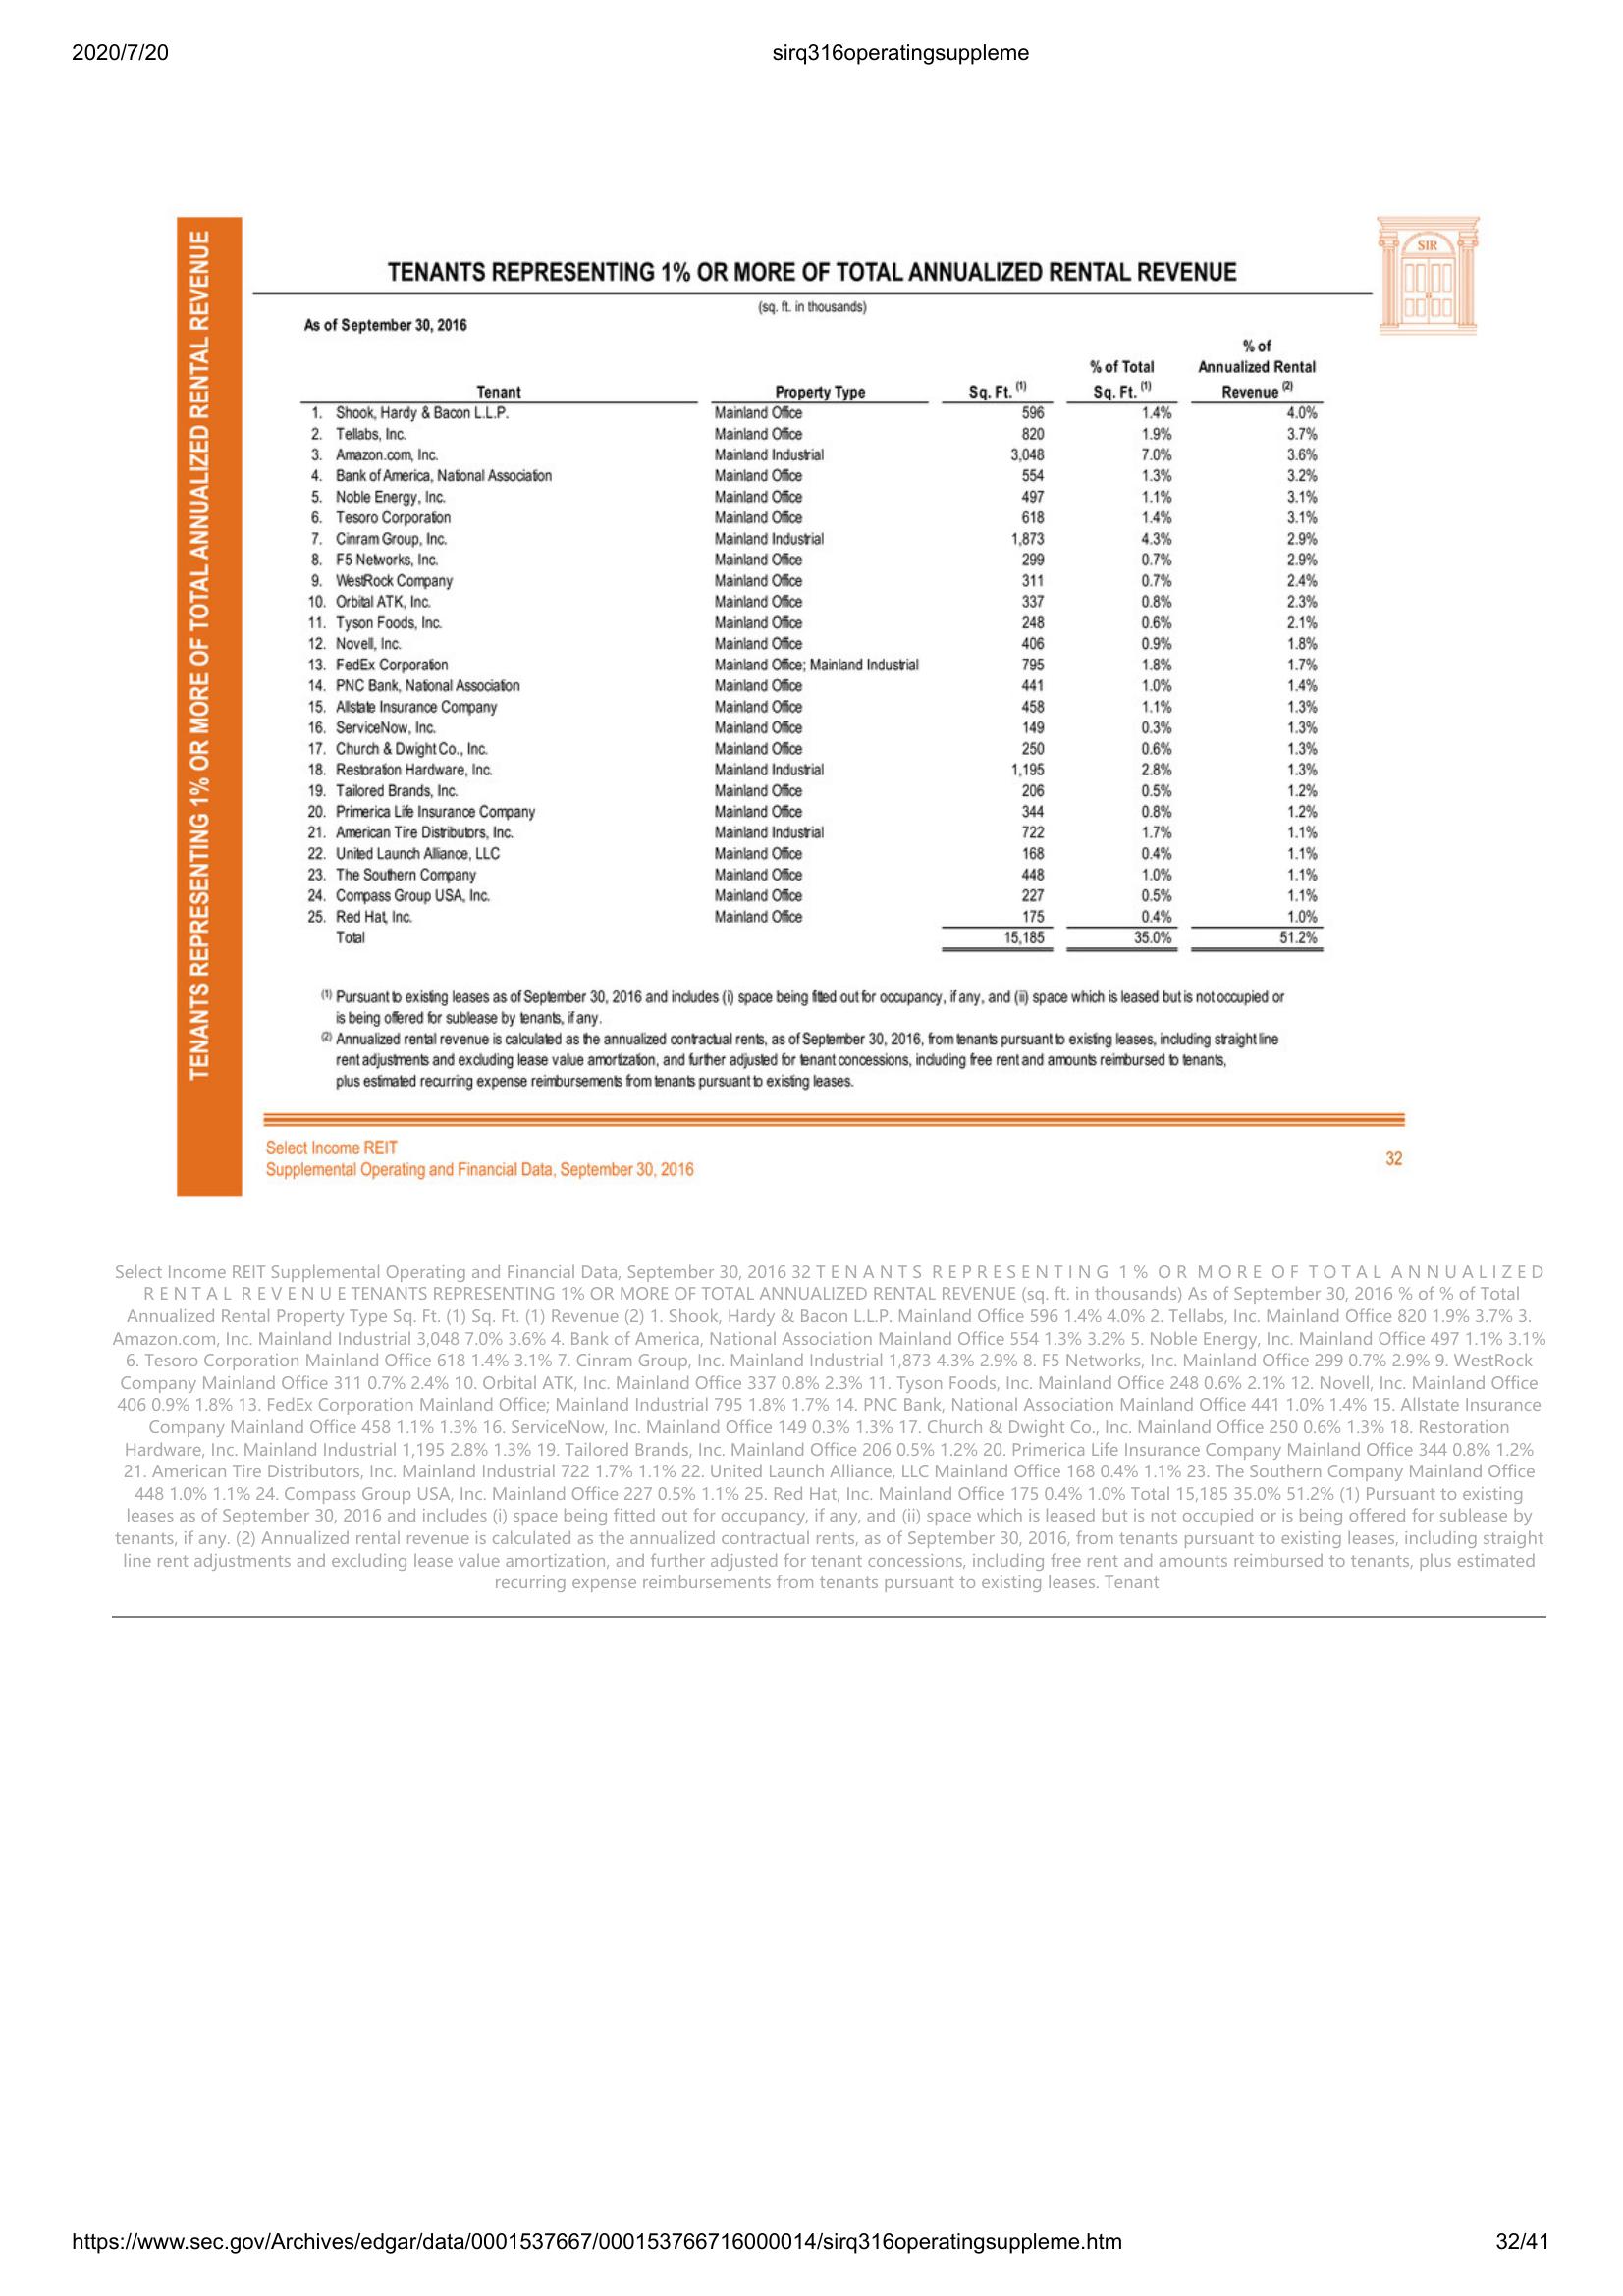 2020/7/20 sirq316operatingsuppleme
TENANTS REPRESENTING 1% OR MORE OF TOTAL ANNUALIZED RENTAL REVENUE
SIR
TENANTS REPRESENTING 1% OR MORE OF TOTAL ANNUALIZED RENTAL REVENUE
(sq. ft. in thousands)
As of September 30, 2016
% of
% of Total Annualized Rental
Tenant Property Type Sq. Ft. (1) Sq. Ft. (1) Revenue (2)
1. Shook, Hardy & Bacon L.L.P. Mainland Office 596 1.4% 4.0%
2. Tellabs, Inc. Mainland Office 820 1.9% 3.7%
3. Amazon.com, Inc. Mainland Industrial 3,048 7.0% 3.6%
4. Bank of America, National Association Mainland Office 554 1.3% 3.2%
5. Noble Energy, Inc. Mainland Office 497 1.1% 3.1%
6. Tesoro Corporation Mainland Office 618 1.4% 3.1%
7. Cinram Group, Inc. Mainland Industrial 1,873 4.3% 2.9%
8. F5 Networks, Inc. Mainland Office 299 0.7% 2.9%
9. WestRock Company Mainland Office 311 0.7% 2.4%
10. Orbital ATK, Inc. Mainland Office 337 0.8% 2.3%
11. Tyson Foods, Inc. Mainland Office 248 0.6% 2.1%
12. Novell, Inc. Mainland Office 406 0.9% 1.8%
13. FedEx Corporation Mainland Office; Mainland Industrial 795 1.8% 1.7%
14. PNC Bank, National Association Mainland Office 441 1.0% 1.4%
15. Allstate Insurance Company Mainland Office 458 1.1% 1.3%
16. ServiceNow, Inc. Mainland Office 149 0.3% 1.3%
17. Church & Dwight Co., Inc. Mainland Office 250 0.6% 1.3%
18. Restoration Hardware, Inc. Mainland Industrial 1,195 2.8% 1.3%
19. Tailored Brands, Inc. Mainland Office 206 0.5% 1.2%
20. Primerica Life Insurance Company Mainland Office 344 0.8% 1.2%
21. American Tire Distributors, Inc. Mainland Industrial 722 1.7% 1.1%
22. United Launch Alliance, LLC Mainland Office 168 0.4% 1.1%
23. The Southern Company Mainland Office 448 1.0% 1.1%
24. Compass Group USA, Inc. Mainland Office 227 0.5% 1.1%
25. Red Hat, Inc. Mainland Office 175 0.4% 1.0%
Total 15,185 35.0% 51.2%
(1) Pursuant to existing leases as of September 30, 2016 and includes (i) space being fitted out for occupancy, if any, and (ii) space which is leased but is not occupied or
is being offered for sublease by tenants, if any.
(2) Annualized rental revenue is calculated as the annualized contractual rents, as of September 30, 2016, from tenants pursuant to existing leases, including straight line
rent adjustments and excluding lease value amortization, and further adjusted for tenant concessions, including free rent and amounts reimbursed to tenants,
plus estimated recurring expense reimbursements from tenants pursuant to existing leases.
Select Income REIT
Supplemental Operating and Financial Data, September 30, 2016 32
Select Income REIT Supplemental Operating and Financial Data, September 30, 2016 32 T E N A N T S R E P R E S E N T I N G 1 % O R M O R E O F T O T A L A N N U A L I Z E D
R E N T A L R E V E N U E TENANTS REPRESENTING 1% OR MORE OF TOTAL ANNUALIZED RENTAL REVENUE (sq. ft. in thousands) As of September 30, 2016 % of % of Total
Annualized Rental Property Type Sq. Ft. (1) Sq. Ft. (1) Revenue (2) 1. Shook, Hardy & Bacon L.L.P. Mainland Office 596 1.4% 4.0% 2. Tellabs, Inc. Mainland Office 820 1.9% 3.7% 3.
Amazon.com, Inc. Mainland Industrial 3,048 7.0% 3.6% 4. Bank of America, National Association Mainland Office 554 1.3% 3.2% 5. Noble Energy, Inc. Mainland Office 497 1.1% 3.1%
6. Tesoro Corporation Mainland Office 618 1.4% 3.1% 7. Cinram Group, Inc. Mainland Industrial 1,873 4.3% 2.9% 8. F5 Networks, Inc. Mainland Office 299 0.7% 2.9% 9. WestRock
Company Mainland Office 311 0.7% 2.4% 10. Orbital ATK, Inc. Mainland Office 337 0.8% 2.3% 11. Tyson Foods, Inc. Mainland Office 248 0.6% 2.1% 12. Novell, Inc. Mainland Office
406 0.9% 1.8% 13. FedEx Corporation Mainland Office; Mainland Industrial 795 1.8% 1.7% 14. PNC Bank, National Association Mainland Office 441 1.0% 1.4% 15. Allstate Insurance
Company Mainland Office 458 1.1% 1.3% 16. ServiceNow, Inc. Mainland Office 149 0.3% 1.3% 17. Church & Dwight Co., Inc. Mainland Office 250 0.6% 1.3% 18. Restoration
Hardware, Inc. Mainland Industrial 1,195 2.8% 1.3% 19. Tailored Brands, Inc. Mainland Office 206 0.5% 1.2% 20. Primerica Life Insurance Company Mainland Office 344 0.8% 1.2%
21. American Tire Distributors, Inc. Mainland Industrial 722 1.7% 1.1% 22. United Launch Alliance, LLC Mainland Office 168 0.4% 1.1% 23. The Southern Company Mainland Office
448 1.0% 1.1% 24. Compass Group USA, Inc. Mainland Office 227 0.5% 1.1% 25. Red Hat, Inc. Mainland Office 175 0.4% 1.0% Total 15,185 35.0% 51.2% (1) Pursuant to existing
leases as of September 30, 2016 and includes (i) space being fitted out for occupancy, if any, and (ii) space which is leased but is not occupied or is being offered for sublease by
tenants, if any. (2) Annualized rental revenue is calculated as the annualized contractual rents, as of September 30, 2016, from tenants pursuant to existing leases, including straight
line rent adjustments and excluding lease value amortization, and further adjusted for tenant concessions, including free rent and amounts reimbursed to tenants, plus estimated
recurring expense reimbursements from tenants pursuant to existing leases. Tenant
https://www.sec.gov/Archives/edgar/data/0001537667/000153766716000014/sirq316operatingsuppleme.htm 32/41